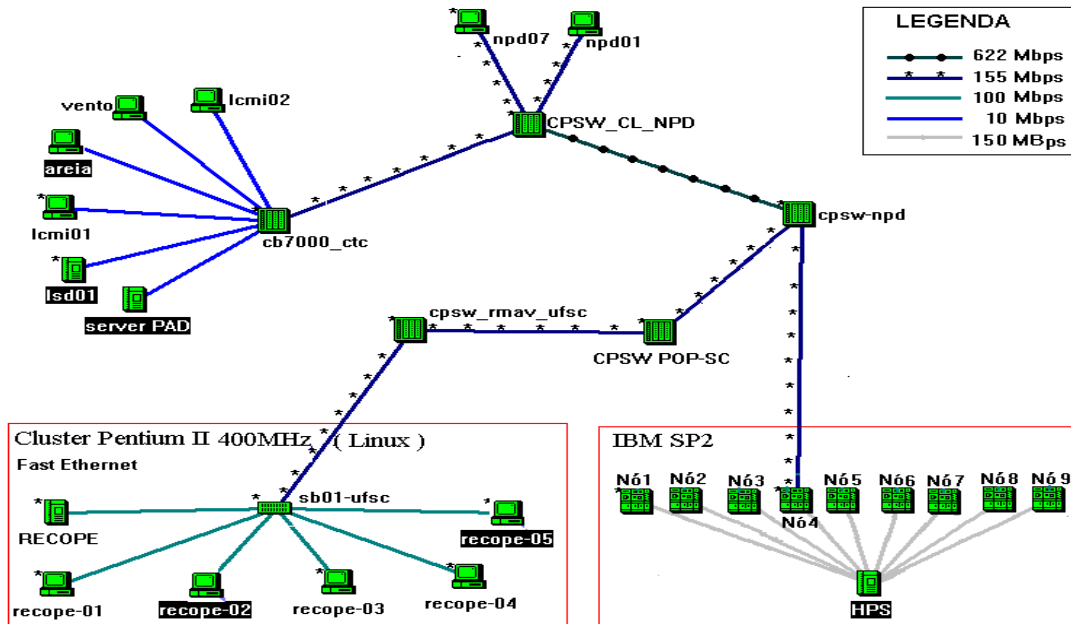 npd07
npd01
LEGENDA
622 Mbps
155 Mbps
100 Mbps
10 Mbps
150 MBps
vento
lcmi02
areia
CPSW_CL_NPD
lcmi01
cb7000_ctc
cpsw-npd
lsd01
server PAD
cpsw_rmav_ufsc
CPSW POP-SC
Cluster Pentium II 400MHz ( Linux )
Fast Ethernet
IBM SP2
sb01-ufsc
RECOPE
recope-05
recope-01
recope-02
recope-03
recope-04
Nó1
Nó2
Nó3
Nó4
Nó5
Nó6
Nó7
Nó8
Nó9
HPS